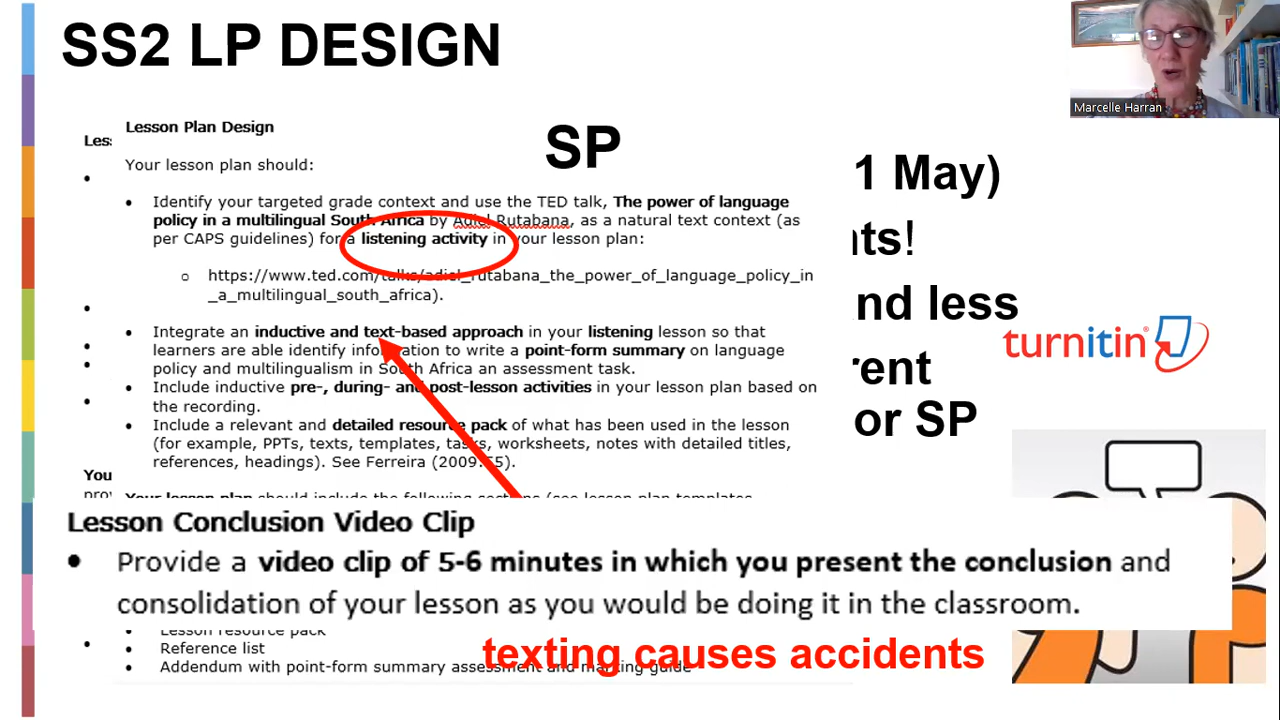 SS2 LP DESIGN
Marcelle Harran
Lesson Plan Design
SP
Les
Your lesson plan should:
1 May)
Identify your targeted grade context and use the TED talk, The power of language
policy in a multilingual South Africa by Adiel Rutabana, as a natural text context (as
per CAPS guidelines) for a listening activity in your lesson plan:
ts!
https://www.ted.com/talks/adiel_rutabana_the_power_of_language_policy_in
_a_multilingual_south_africa).
nd less
Integrate an inductive and text-based approach in your listening lesson so that
learners are able identify information to write a point-form summary on language
policy and multilingualism in South Africa an assessment task.
turnitin
rent
Include inductive pre-, during- and post-lesson activities in your lesson plan based on
the recording.
or SP
Include a relevant and detailed resource pack of what has been used in the lesson
(for example, PPTs, texts, templates, tasks, worksheets, notes with detailed titles,
references, headings). See Ferreira (2009: 5).
You
Your lesson plan should include the following sections (see lesson plan templates
Lesson Conclusion Video Clip
Provide a video clip of 5-6 minutes in which you present the conclusion and
consolidation of your lesson as you would be doing it in the classroom.
Lesson resource pack
Reference list
texting causes accidents
Addendum with point-form summary assessment and marking guide